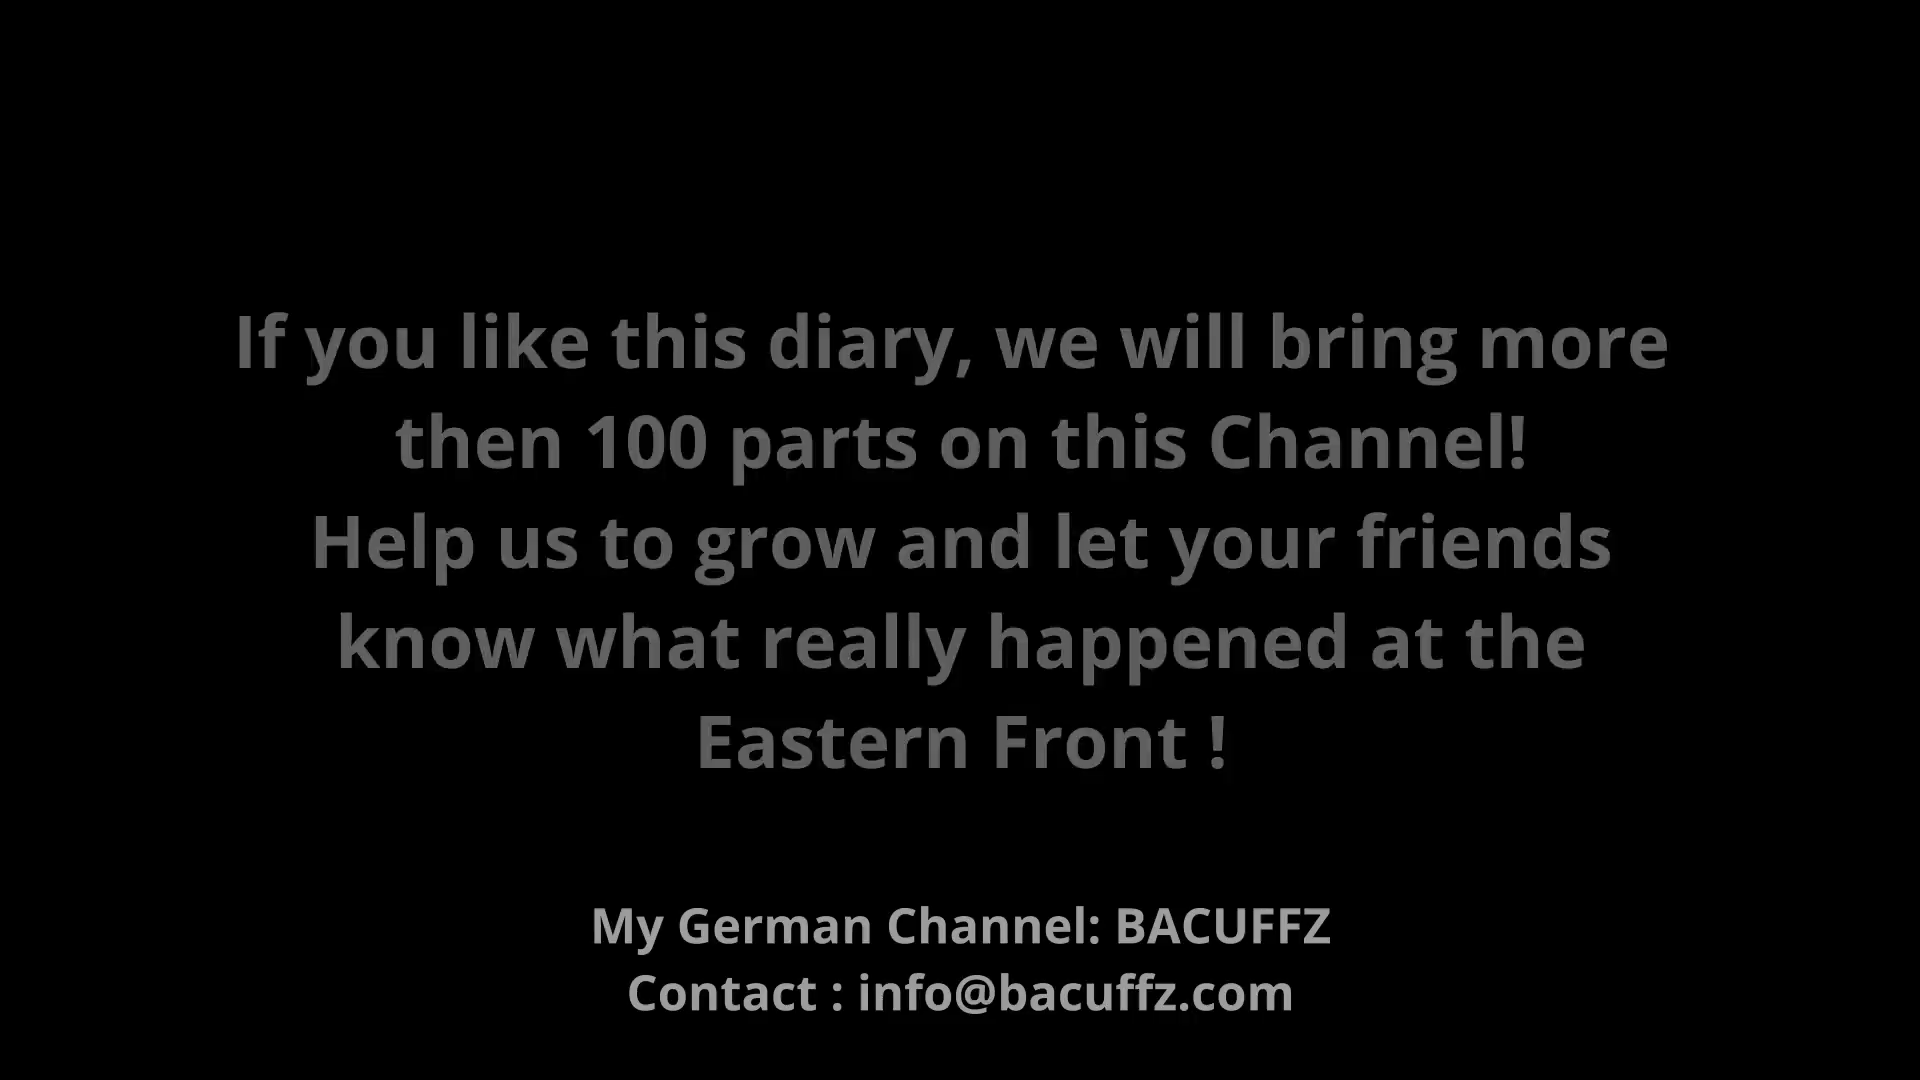 If you like this diary, we will bring more
then 100 parts on this Channel!
Help us to grow and let your friends
know what really happened at the
Eastern Front !
My German Channel: BACUFFZ
Contact : info@bacuffz.com